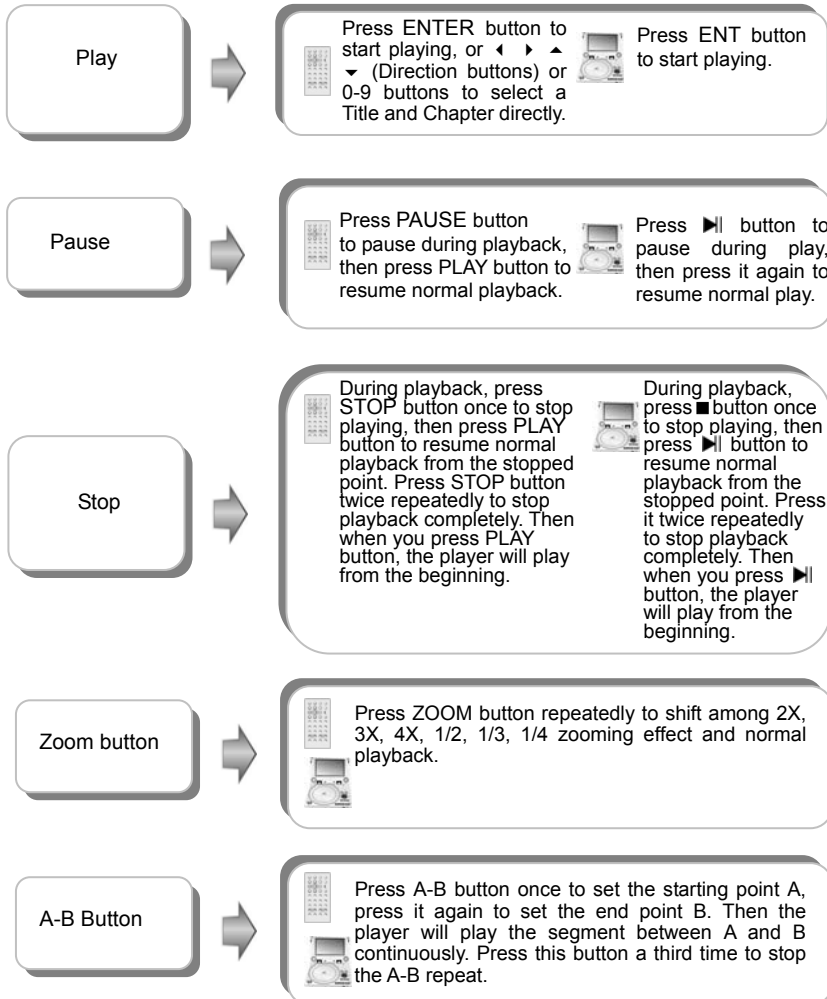 Play
Press ENTER button to
start playing, or ◂ ▸ ▴
▾ (Direction buttons) or
0-9 buttons to select a
Title and Chapter directly.
Press ENT button
to start playing.
Pause
Press PAUSE button
to pause during playback,
then press PLAY button to
resume normal playback.
Press ▶|| button to
pause during play,
then press it again to
resume normal play.
Stop
During playback, press
STOP button once to stop
playing, then press PLAY
button to resume normal
playback from the stopped
point. Press STOP button
twice repeatedly to stop
playback completely. Then
when you press PLAY
button, the player will play
from the beginning.
During playback,
press ■ button once
to stop playing, then
press ▶|| button to
resume normal
playback from the
stopped point. Press
it twice repeatedly
to stop playback
completely. Then
when you press ▶||
button, the player
will play from the
beginning.
Zoom button
Press ZOOM button repeatedly to shift among 2X,
3X, 4X, 1/2, 1/3, 1/4 zooming effect and normal
playback.
A-B Button
Press A-B button once to set the starting point A,
press it again to set the end point B. Then the
player will play the segment between A and B
continuously. Press this button a third time to stop
the A-B repeat.